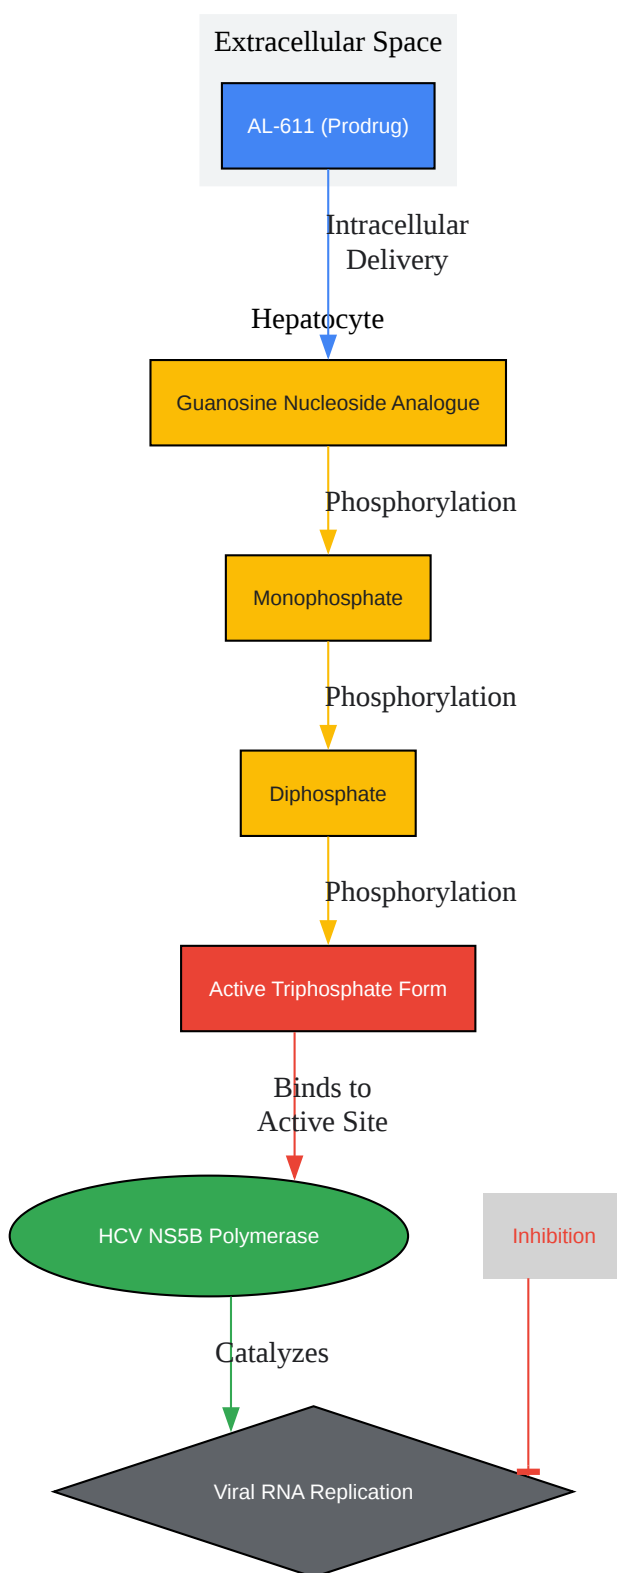 Extracellular Space
AL-611 (Prodrug)
Intracellular
Delivery
Hepatocyte
Guanosine Nucleoside Analogue
Phosphorylation
Monophosphate
Phosphorylation
Diphosphate
Phosphorylation
Active Triphosphate Form
Binds to
Active Site
HCV NS5B Polymerase
Inhibition
Catalyzes
Viral RNA Replication